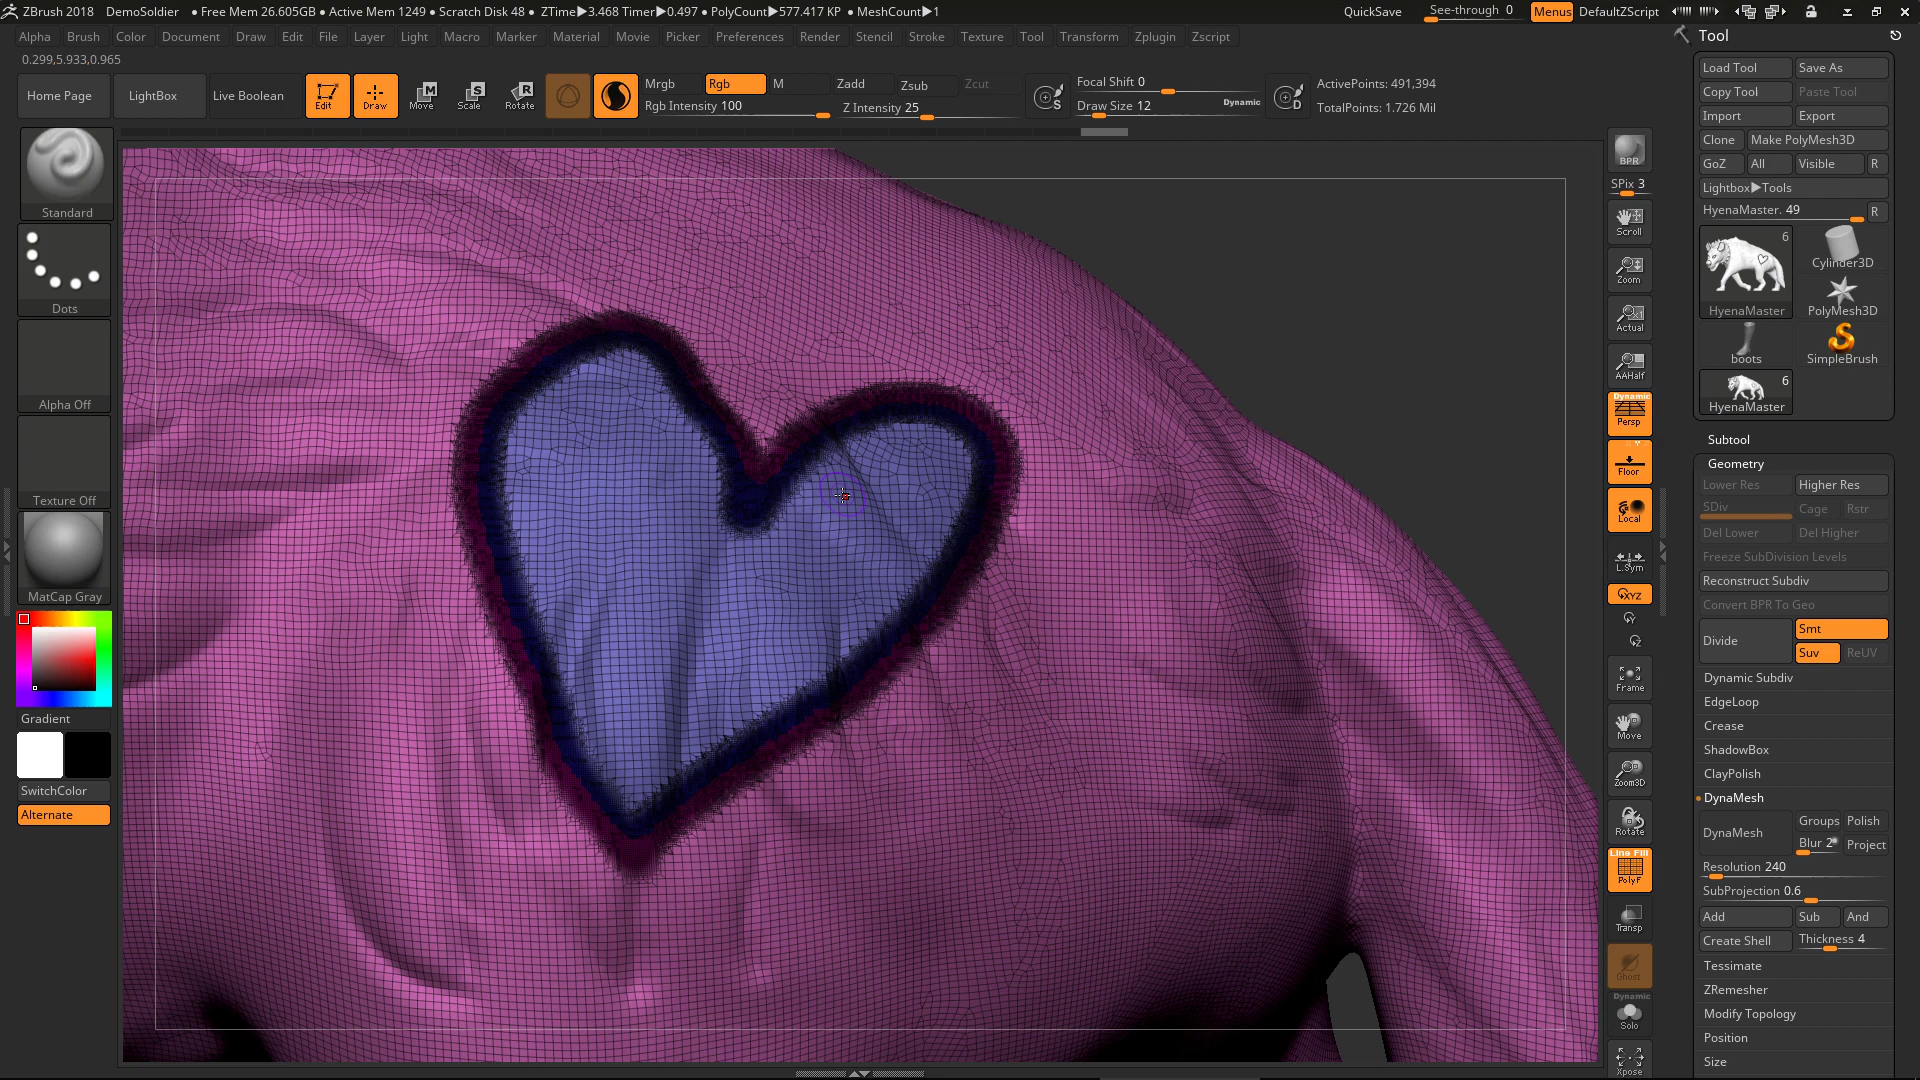 ZBrush 2018 DemoSoldier • Free Mem 26.605GB • Active Mem 1249 • Scratch Disk 48 • ZTime▶3.468 Timer▶0.497 • PolyCount▶577.417 KP • MeshCount▶1 QuickSave See-through 0 Menus DefaultZScript
Alpha Brush Color Document Draw Edit File Layer Light Macro Marker Material Movie Picker Preferences Render Stencil Stroke Texture Tool Transform Zplugin Zscript
0.299,5.933,0.965
Home Page LightBox Live Boolean Edit Draw Move Scale Rotate
Mrgb Rgb M Zadd Zsub Zcut
Rgb Intensity 100 Z Intensity 25
Focal Shift 0
Draw Size 12 Dynamic
ActivePoints: 491,394
TotalPoints: 1.726 Mil
Standard
Dots
Alpha Off
Texture Off
MatCap Gray
Gradient
SwitchColor
Alternate
BPR
SPix 3
Scroll
Zoom
Actual
AAHalf
Dynamic
Persp
Floor
Local
L.Sym
XYZ
Frame
Move
Zoom3D
Rotate
Line Fill
PolyF
Transp
Ghost
Dynamic
Solo
Xpose
Tool
Load Tool Save As
Copy Tool Paste Tool
Import Export
Clone Make PolyMesh3D
GoZ All Visible R
Lightbox▶Tools
HyenaMaster. 49 R
6
HyenaMaster Cylinder3D
PolyMesh3D
boots SimpleBrush
6
HyenaMaster
Subtool
Geometry
Lower Res Higher Res
SDiv Cage Rstr
Del Lower Del Higher
Freeze SubDivision Levels
Reconstruct Subdiv
Convert BPR To Geo
Divide Smt
Suv ReUV
Dynamic Subdiv
EdgeLoop
Crease
ShadowBox
ClayPolish
DynaMesh
DynaMesh Groups Polish
Blur 2 Project
Resolution 240
SubProjection 0.6
Add Sub And
Create Shell Thickness 4
Tessimate
ZRemesher
Modify Topology
Position
Size